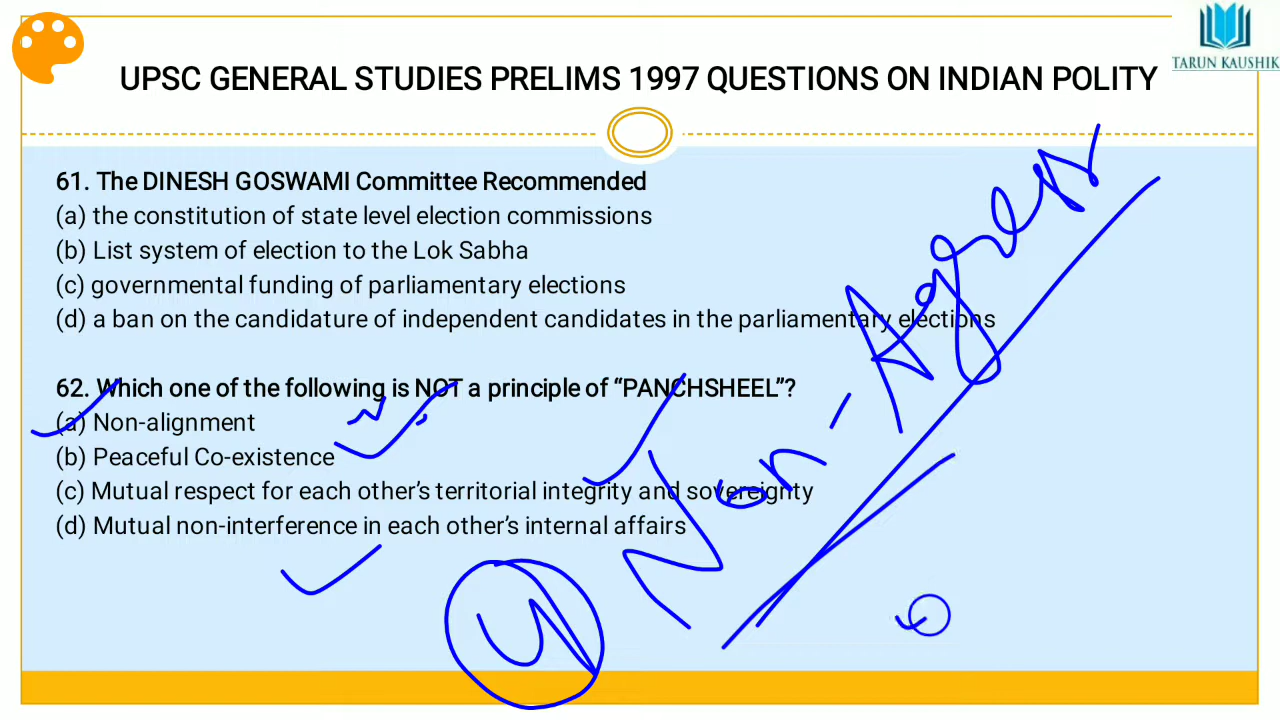 TARUN KAUSHIK
UPSC GENERAL STUDIES PRELIMS 1997 QUESTIONS ON INDIAN POLITY
61. The DINESH GOSWAMI Committee Recommended
(a) the constitution of state level election commissions
(b) List system of election to the Lok Sabha
(c) governmental funding of parliamentary elections
(d) a ban on the candidature of independent candidates in the parliamentary elections
62. Which one of the following is NOT a principle of “PANCHSHEEL”?
(a) Non-alignment
(b) Peaceful Co-existence
(c) Mutual respect for each other’s territorial integrity and sovereignty
(d) Mutual non-interference in each other’s internal affairs
Non-